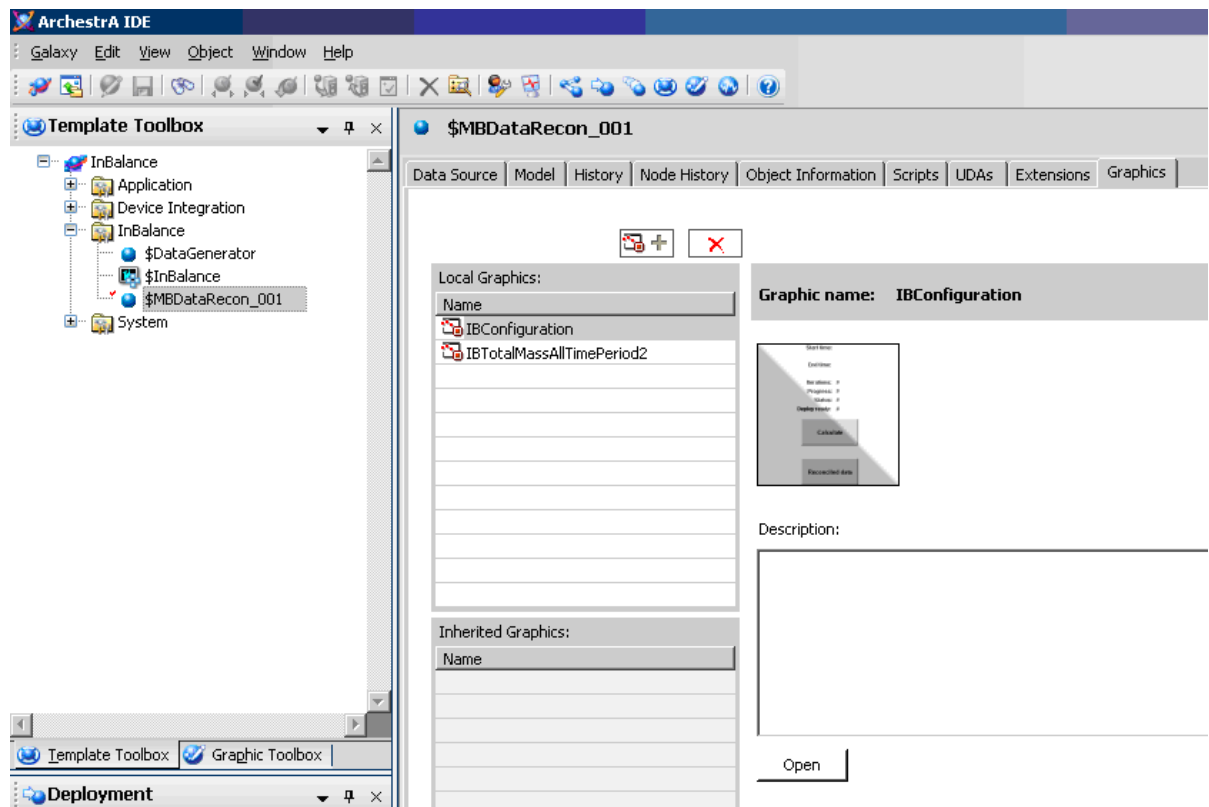 ArchestrA IDE
Galaxy Edit View Object Window Help
Template Toolbox
InBalance
Application
Device Integration
InBalance
$DataGenerator
$InBalance
$MBDataRecon_001
System
Template Toolbox Graphic Toolbox
Deployment
$MBDataRecon_001
Data Source Model History Node History Object Information Scripts UDAs Extensions Graphics
Local Graphics:
Name
IBConfiguration
IBTotalMassAllTimePeriod2
Inherited Graphics:
Name
Graphic name: IBConfiguration
Start time:
End time:
Iterations: #
Progress: #
Status: #
Deploy ready: #
Calculate
Reconciled data
Description:
Open